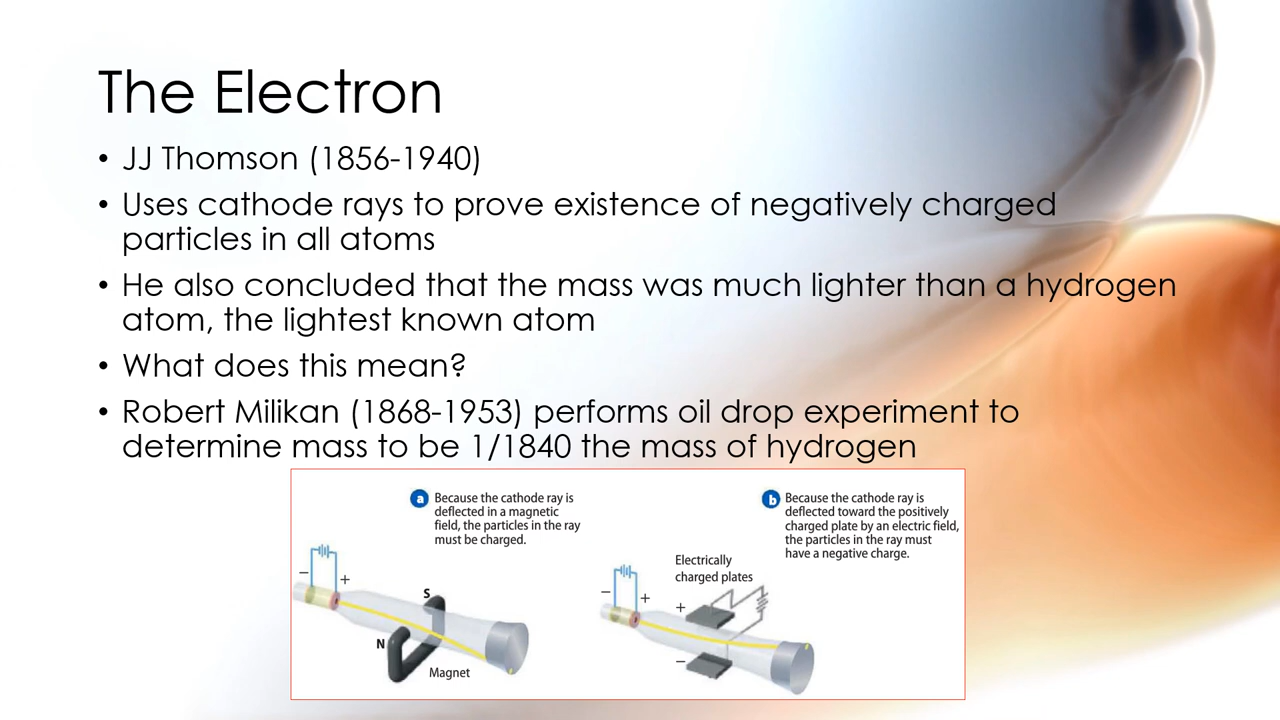 The Electron
• JJ Thomson (1856-1940)
• Uses cathode rays to prove existence of negatively charged
particles in all atoms
• He also concluded that the mass was much lighter than a hydrogen
atom, the lightest known atom
• What does this mean?
• Robert Milikan (1868-1953) performs oil drop experiment to
determine mass to be 1/1840 the mass of hydrogen
a Because the cathode ray is
deflected in a magnetic
field, the particles in the ray
must be charged.
− +
S
N
Magnet
b Because the cathode ray is
deflected toward the positively
charged plate by an electric field,
the particles in the ray must
have a negative charge.
Electrically
charged plates
− +
+
−